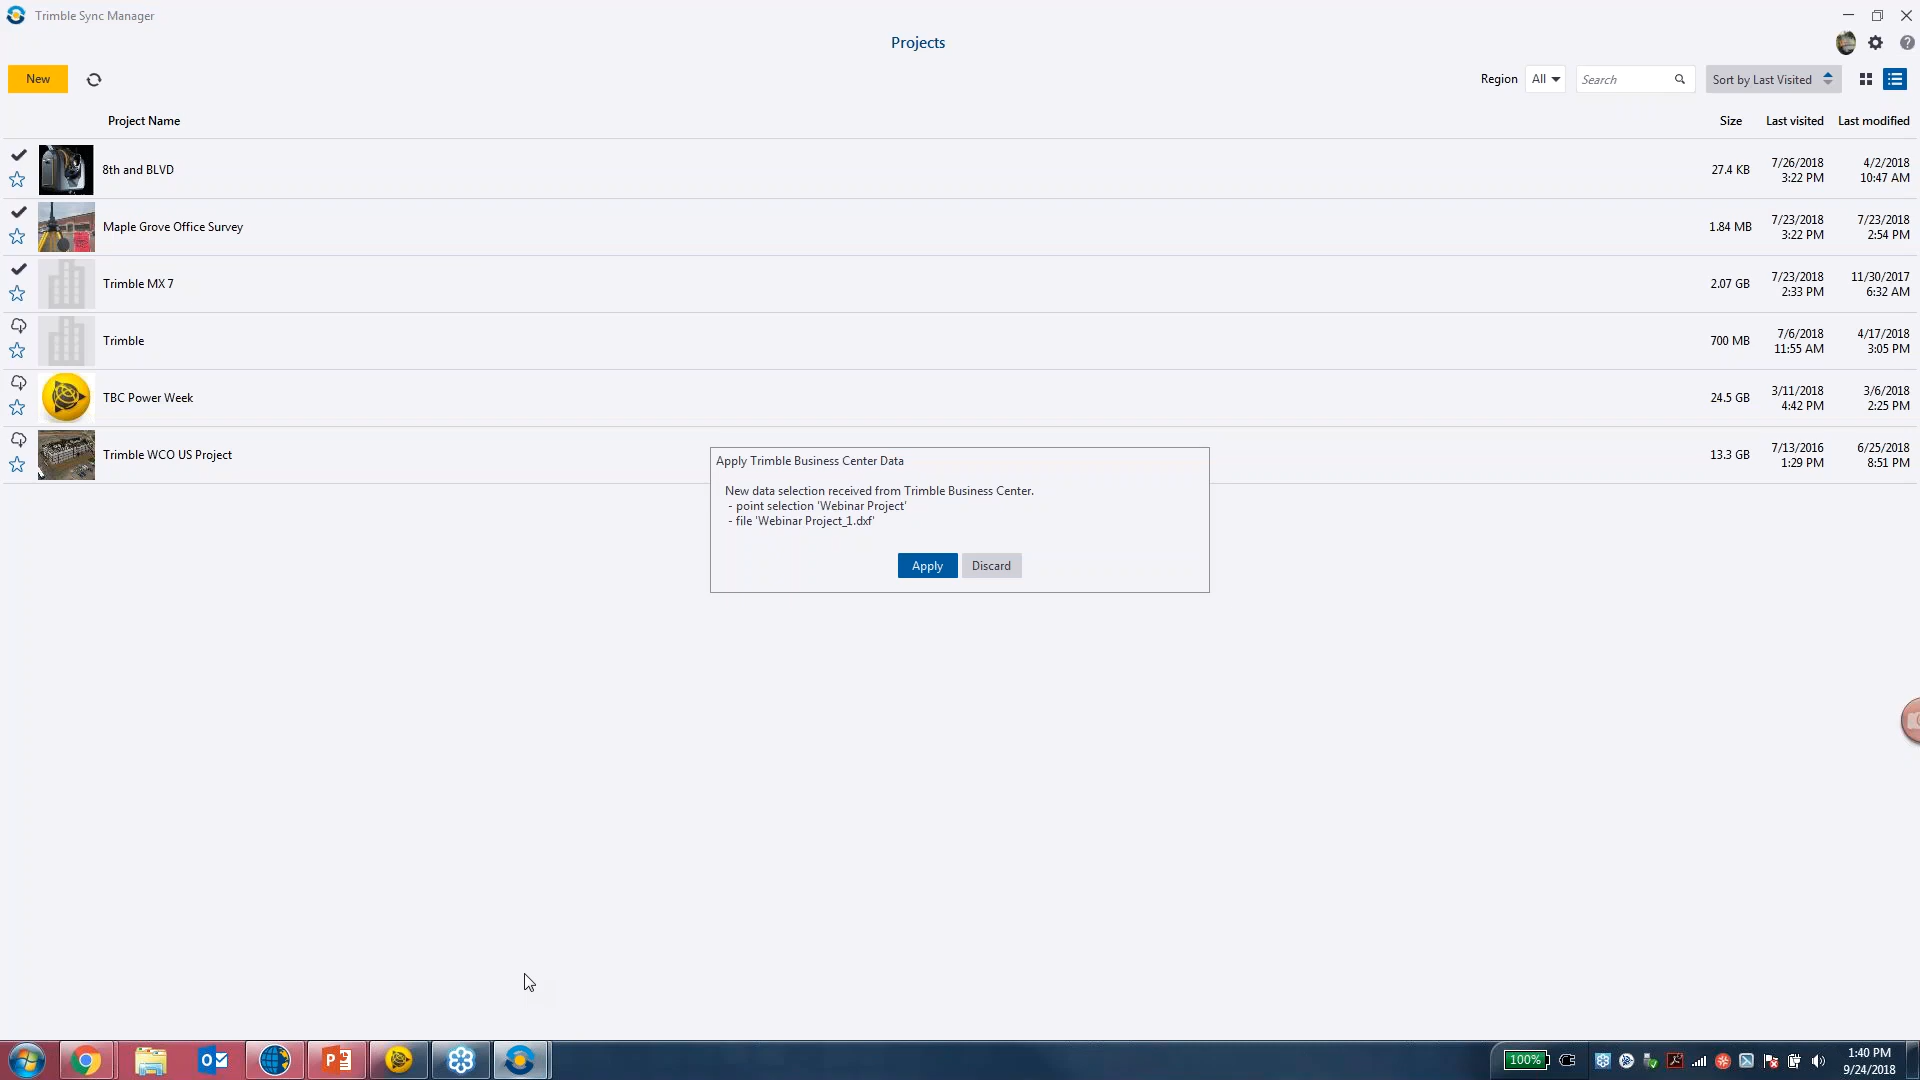 Trimble Sync Manager
Projects
New
Region All Search Sort by Last Visited
Project Name Size Last visited Last modified
8th and BLVD 27.4 KB 7/26/2018 3:22 PM 4/2/2018 10:47 AM
Maple Grove Office Survey 1.84 MB 7/23/2018 3:22 PM 7/23/2018 2:54 PM
Trimble MX 7 2.07 GB 7/23/2018 2:33 PM 11/30/2017 6:32 AM
Trimble 700 MB 7/6/2018 11:55 AM 4/17/2018 3:05 PM
TBC Power Week 24.5 GB 3/11/2018 4:42 PM 3/6/2018 2:25 PM
Trimble WCO US Project 13.3 GB 7/13/2016 1:29 PM 6/25/2018 8:51 PM
Apply Trimble Business Center Data
New data selection received from Trimble Business Center.
- point selection 'Webinar Project'
- file 'Webinar Project_1.dxf'
Apply Discard
100%
1:40 PM
9/24/2018